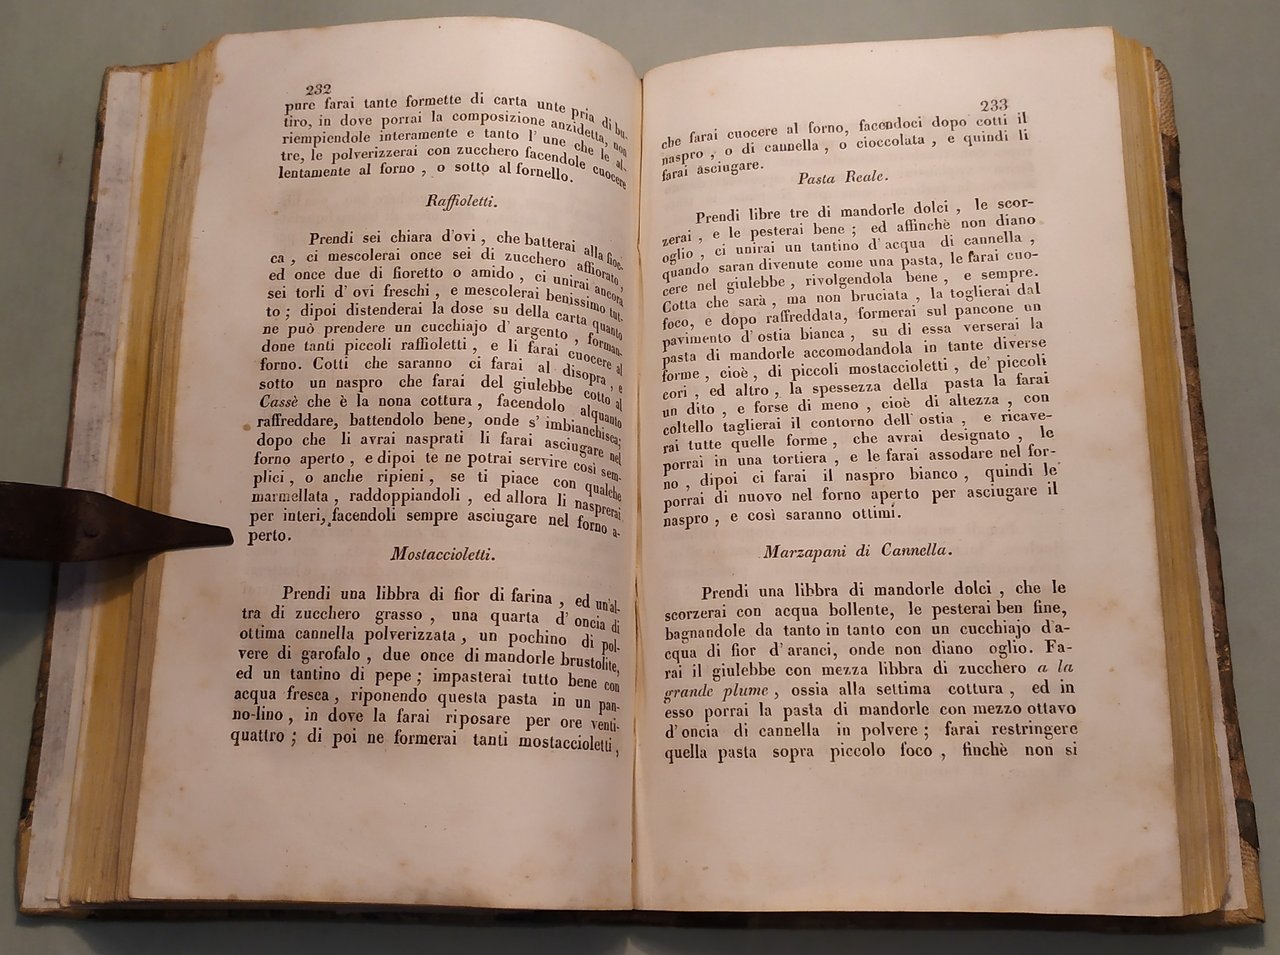 232
pure farai tante formette di carta unte pria di bu-
tiro, in dove porrai la composizione anzidetta, non
riempiendole interamente e tanto l' une che le al-
tre, le polverizzerai con zucchero facendole cuocere
lentamente al forno , o sotto al fornello.
Raffioletti.
Prendi sei chiara d'ovi , che batterai alla fioc-
ca , ci mescolerai once sei di zucchero affiorato ,
ed once due di fioretto o amido , ci unirai ancora
sei torli d' ovi freschi , e mescolerai benissimo tut-
to ; dipoi distenderai la dose su della carta quanto
ne può prendere un cucchiajo d' argento , forman-
done tanti piccoli raffioletti , e li farai cuocere al
forno. Cotti che saranno ci farai al disopra , e
sotto un naspro che farai del giulebbe cotto al
Cassè che è la nona cottura , facendolo alquanto
raffreddare, battendolo bene, onde s' imbianchisca;
dopo che li avrai nasprati li farai asciugare nel
forno aperto , e dipoi te ne potrai servire così sem-
plici , o anche ripieni , se ti piace con qualche
marmellata , raddoppiandoli , ed allora li nasprerai
per interi, facendoli sempre asciugare nel forno a-
perto.
Mostaccioletti.
Prendi una libbra di fior di farina , ed un'al-
tra di zucchero grasso , una quarta d' oncia di
ottima cannella polverizzata , un pochino di pol-
vere di garofalo , due once di mandorle brustolite,
ed un tantino di pepe ; impasterai tutto bene con
acqua fresca , riponendo questa pasta in un pan-
no-lino , in dove la farai riposare per ore venti-
quattro ; di poi ne formerai tanti mostaccioletti ,
233
che farai cuocere al forno, facendoci dopo cotti il
naspro , o di cannella , o cioccolata , e quindi li
farai asciugare.
Pasta Reale.
Prendi libre tre di mandorle dolci , le scor-
zerai , e le pesterai bene ; ed affinchè non diano
oglio , ci unirai un tantino d' acqua di cannella ,
quando saran divenute come una pasta, le farai cuo-
cere nel giulebbe , rivolgendola bene , e sempre.
Cotta che sarà , ma non bruciata , la toglierai dal
foco, e dopo raffreddata, formerai sul pancone un
pavimento d' ostia bianca , su di essa verserai la
pasta di mandorle accomodandola in tante diverse
forme , cioè , di piccoli mostaccioletti , de' piccoli
cori , ed altro , la spessezza della pasta la farai
un dito , e forse di meno , cioè di altezza , con
coltello taglierai il contorno dell' ostia , e ricave-
rai tutte quelle forme , che avrai designato , le
porrai in una tortiera , e le farai assodare nel for-
no , dipoi ci farai il naspro bianco , quindi le
porrai di nuovo nel forno aperto per asciugare il
naspro , e così saranno ottimi.
Marzapani di Cannella.
Prendi una libbra di mandorle dolci , che le
scorzerai con acqua bollente, le pesterai ben fine,
bagnandole da tanto in tanto con un cucchiajo d'a-
cqua di fior d' aranci, onde non diano oglio. Fa-
rai il giulebbe con mezza libbra di zucchero a la
grande plume , ossia alla settima cottura , ed in
esso porrai la pasta di mandorle con mezzo ottavo
d' oncia di cannella in polvere ; farai restringere
quella pasta sopra piccolo foco , finchè non si